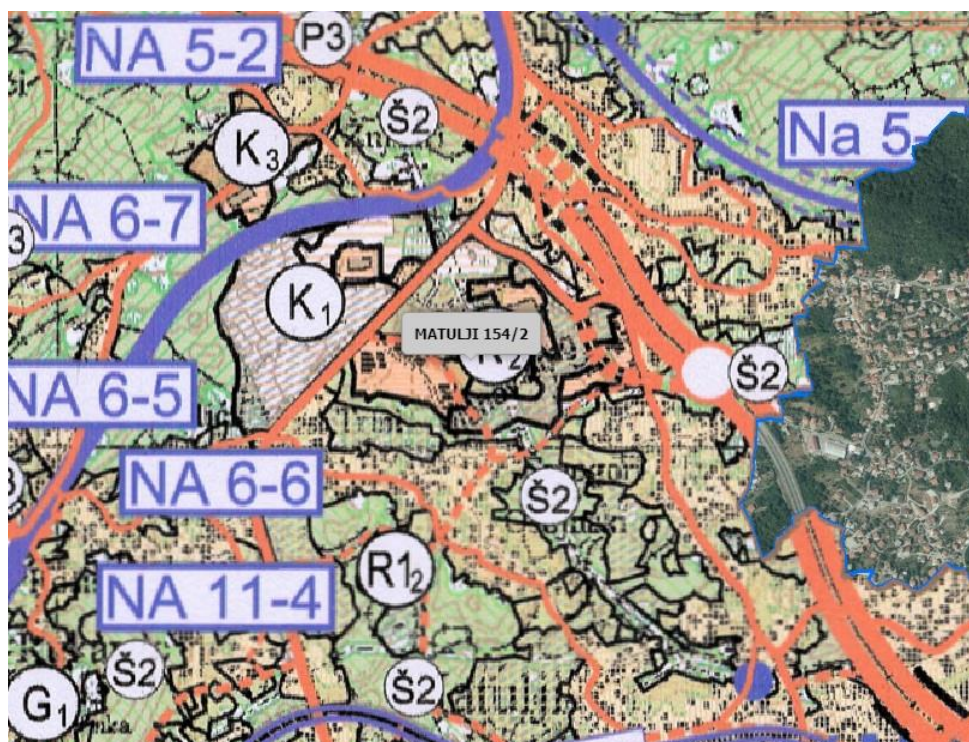 NA 5-2
P3
Š2
K3
Na 5-
NA 6-7
3
K1
MATULJI 154/2
Š2
NA 6-5
NA 6-6
Š2
R12
NA 11-4
Š2
Š2
G1